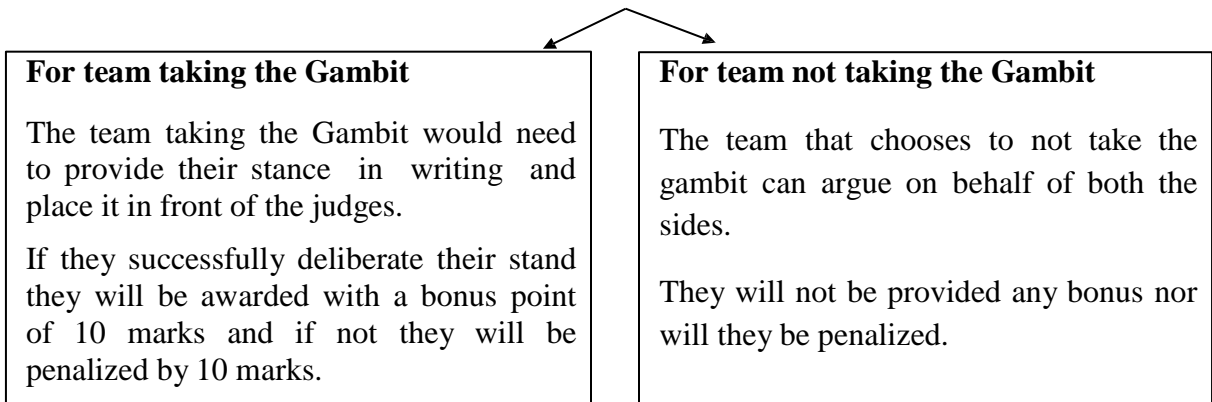 For team taking the Gambit
The team taking the Gambit would need
to provide their stance in writing and
place it in front of the judges.
If they successfully deliberate their stand
they will be awarded with a bonus point
of 10 marks and if not they will be
penalized by 10 marks.
For team not taking the Gambit
The team that chooses to not take the
gambit can argue on behalf of both the
sides.
They will not be provided any bonus nor
will they be penalized.